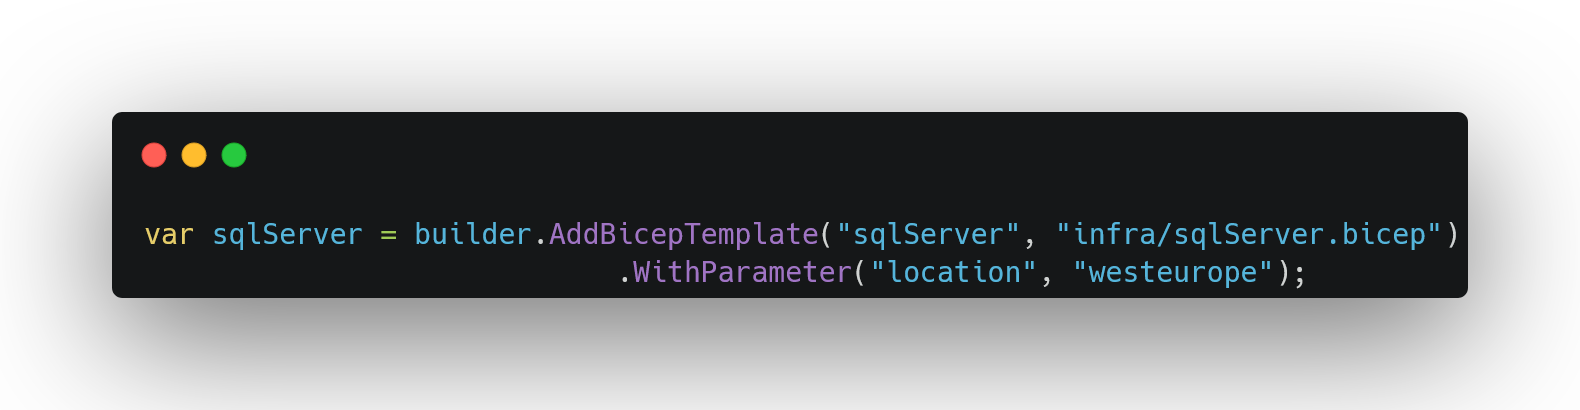 var sqlServer = builder.AddBicepTemplate("sqlServer", "infra/sqlServer.bicep")
.WithParameter("location", "westeurope");